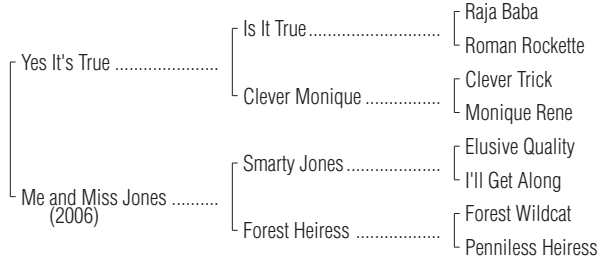 Raja Baba
Is It True
Roman Rockette
Yes It's True
Clever Trick
Clever Monique
Monique Rene
Elusive Quality
Smarty Jones
I'll Get Along
Me and Miss Jones
(2006)
Forest Wildcat
Forest Heiress
Penniless Heiress